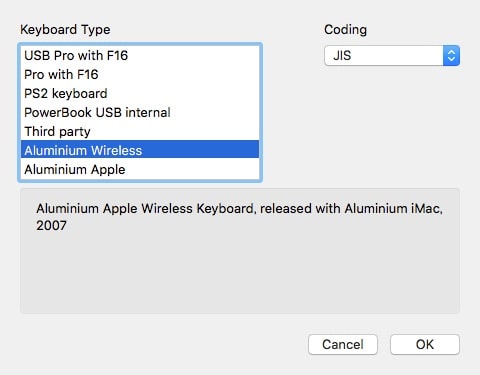 Keyboard Type
USB Pro with F16
Pro with F16
PS2 keyboard
PowerBook USB internal
Third party
Aluminium Wireless
Aluminium Apple
Coding
JIS
Aluminium Apple Wireless Keyboard, released with Aluminium iMac,
2007
Cancel
OK